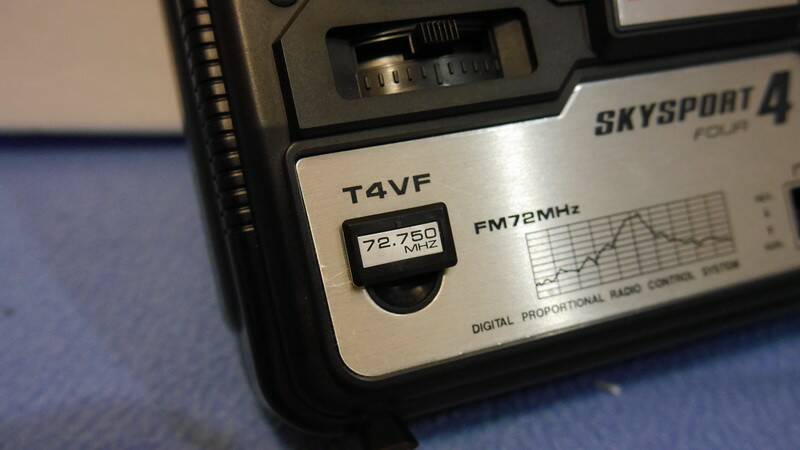 SKYSPORT 4
FOUR
T4VF
72.750
MHZ
FM72MHz
DIGITAL PROPORTIONAL RADIO CONTROL SYSTEM